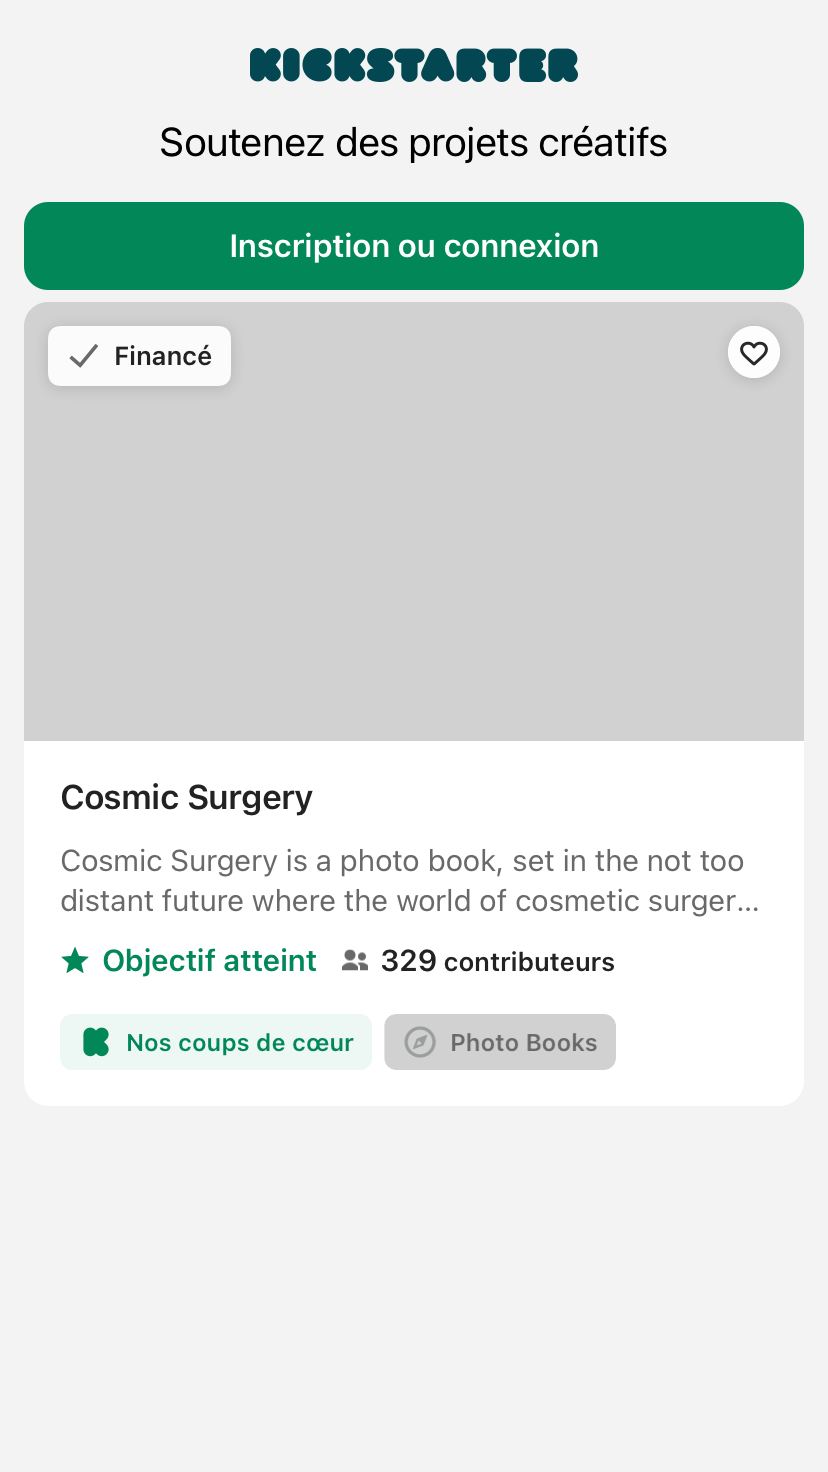 KICKSTARTER
Soutenez des projets créatifs
Inscription ou connexion
Financé
Cosmic Surgery
Cosmic Surgery is a photo book, set in the not too
distant future where the world of cosmetic surger...
Objectif atteint 329 contributeurs
Nos coups de cœur Photo Books